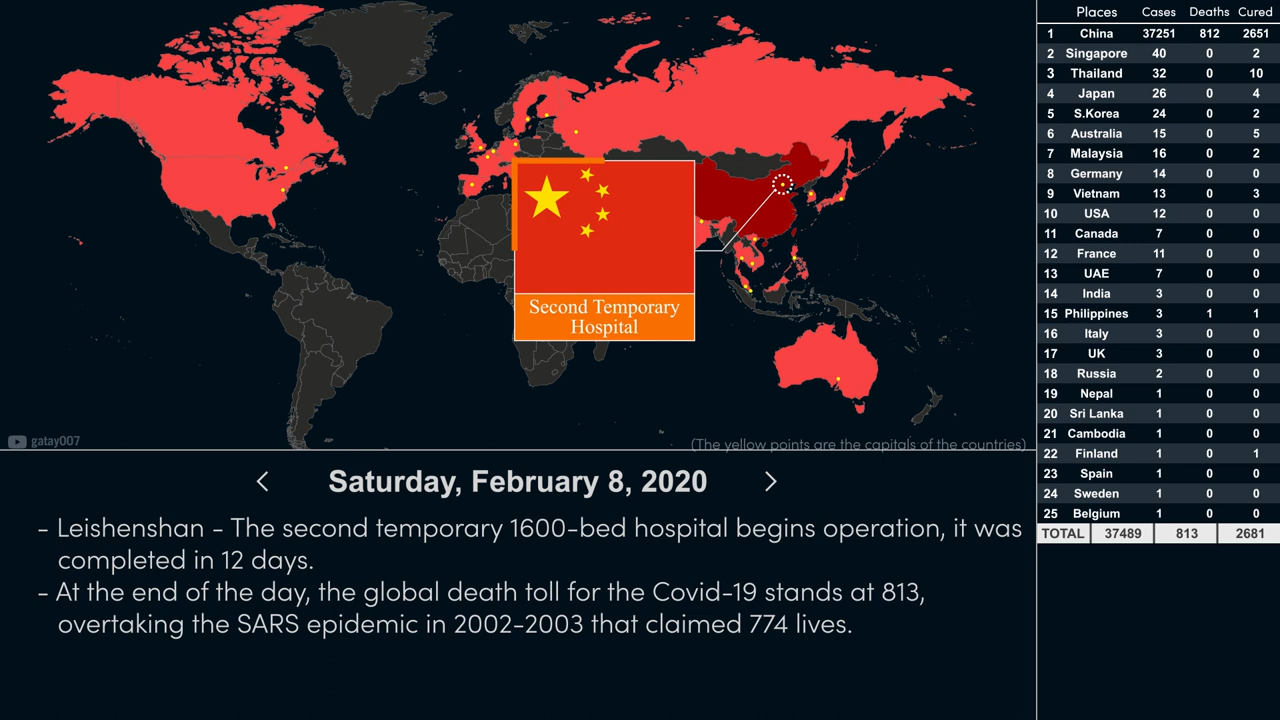 Second Temporary
Hospital
gatay007
(The yellow points are the capitals of the countries)
Saturday, February 8, 2020
- Leishenshan - The second temporary 1600-bed hospital begins operation, it was
completed in 12 days.
- At the end of the day, the global death toll for the Covid-19 stands at 813,
overtaking the SARS epidemic in 2002-2003 that claimed 774 lives.
Places Cases Deaths Cured
1 China 37251 812 2651
2 Singapore 40 0 2
3 Thailand 32 0 10
4 Japan 26 0 4
5 S.Korea 24 0 2
6 Australia 15 0 5
7 Malaysia 16 0 2
8 Germany 14 0 0
9 Vietnam 13 0 3
10 USA 12 0 0
11 Canada 7 0 0
12 France 11 0 0
13 UAE 7 0 0
14 India 3 0 0
15 Philippines 3 1 1
16 Italy 3 0 0
17 UK 3 0 0
18 Russia 2 0 0
19 Nepal 1 0 0
20 Sri Lanka 1 0 0
21 Cambodia 1 0 0
22 Finland 1 0 1
23 Spain 1 0 0
24 Sweden 1 0 0
25 Belgium 1 0 0
TOTAL 37489 813 2681